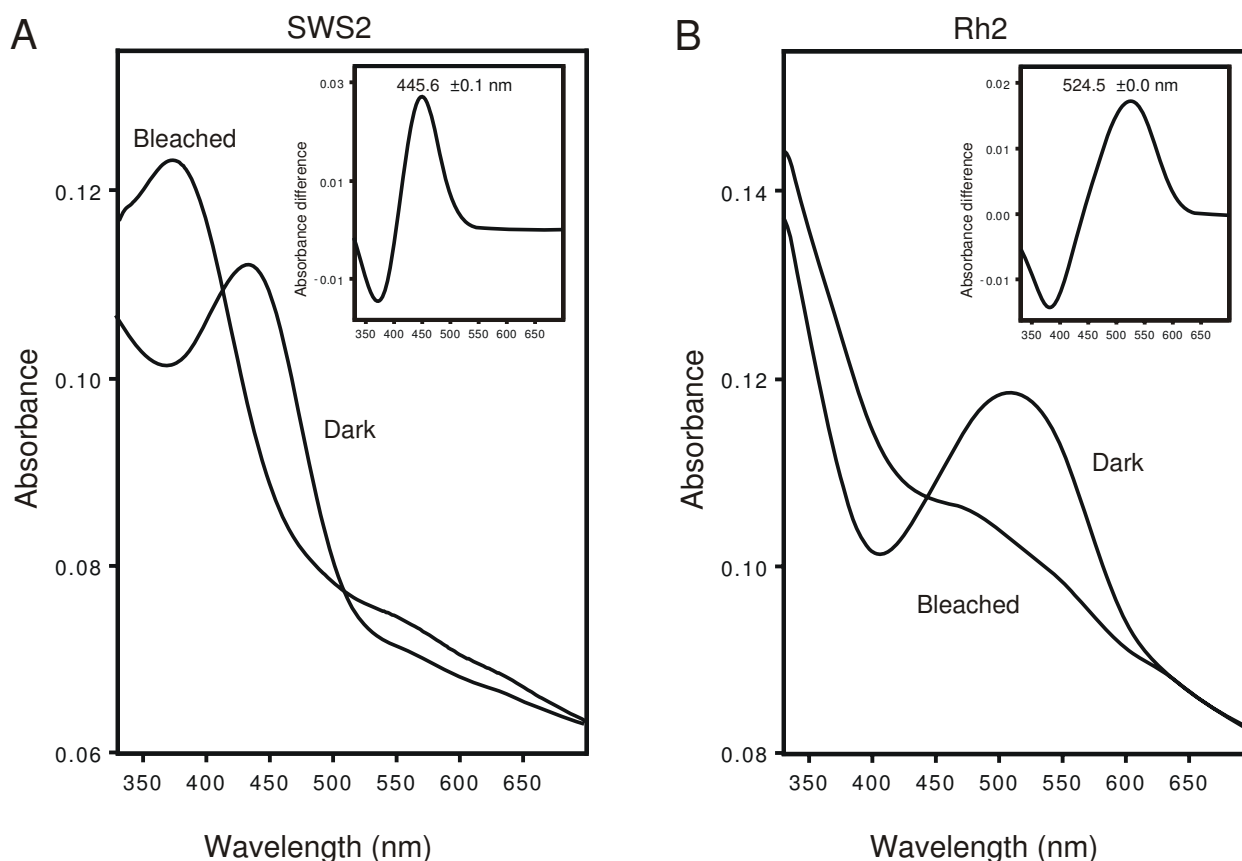 A
SWS2
Bleached
Dark
0.12
0.10
0.08
0.06
Absorbance
350 400 450 500 550 600 650
Wavelength (nm)
445.6 ±0.1 nm
0.03
0.01
-0.01
Absorbance difference
350 400 450 500 550 600 650
B
Rh2
Dark
Bleached
0.14
0.12
0.10
0.08
Absorbance
350 400 450 500 550 600 650
Wavelength (nm)
524.5 ±0.0 nm
0.02
0.01
0.00
-0.01
Absorbance difference
350 400 450 500 550 600 650